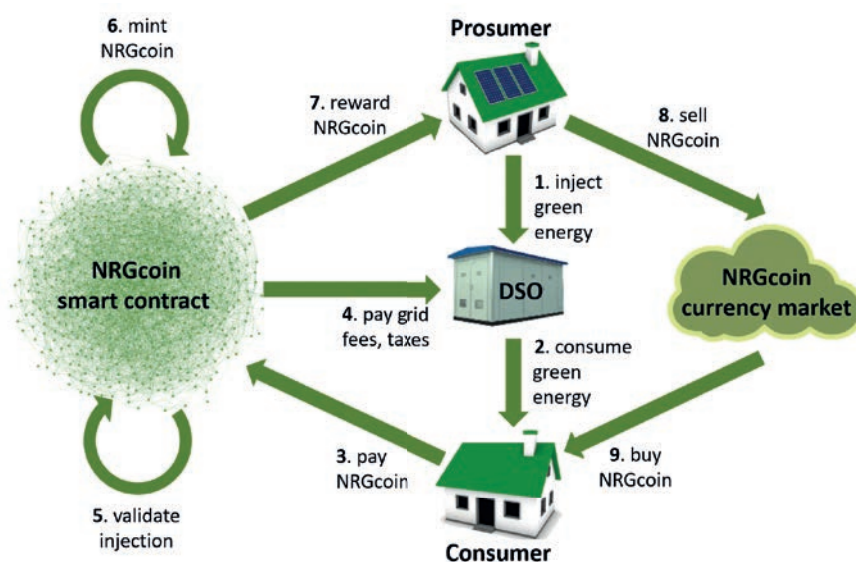 6. mint
NRGcoin
Prosumer
7. reward
NRGcoin
8. sell
NRGcoin
1. inject
green
energy
NRGcoin
smart contract
DSO
NRGcoin
currency market
4. pay grid
fees, taxes
2. consume
green
energy
3. pay
NRGcoin
9. buy
NRGcoin
5. validate
injection
Consumer